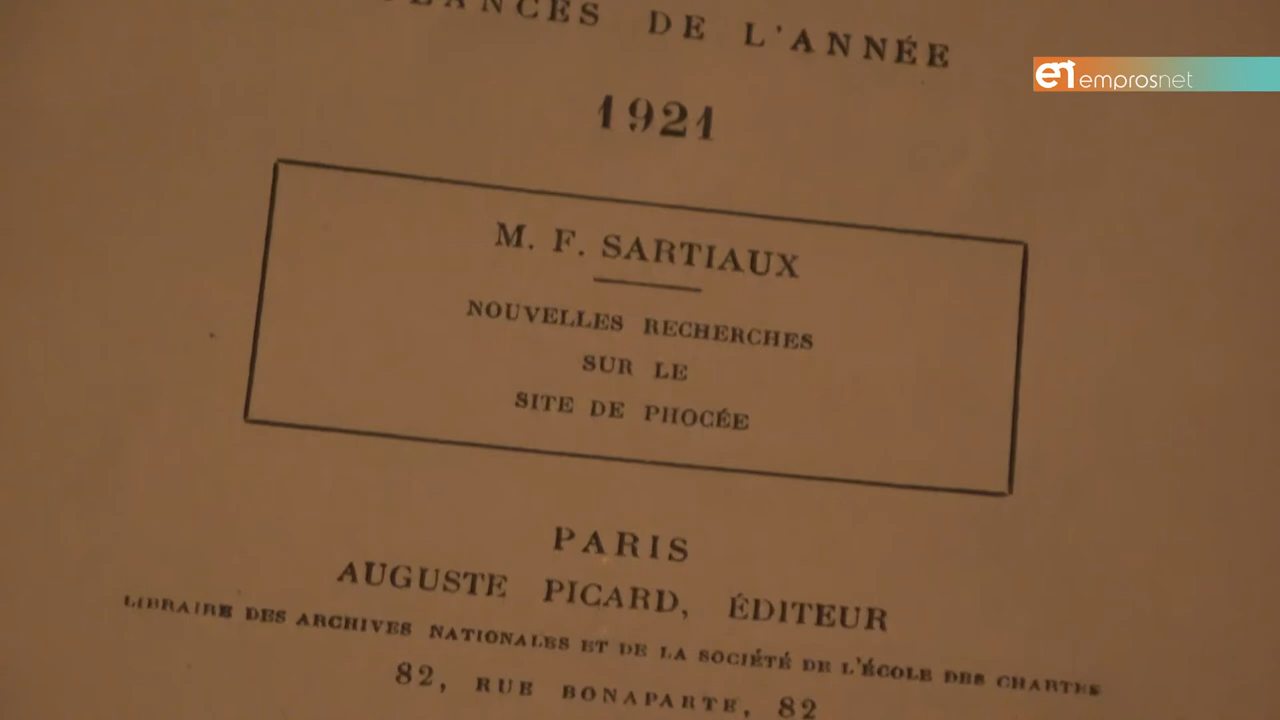 SÉANCES DE L'ANNÉE
emprosnet
1921
M. F. SARTIAUX
NOUVELLES RECHERCHES
SUR LE
SITE DE PHOCÉE
PARIS
AUGUSTE PICARD, ÉDITEUR
LIBRAIRE DES ARCHIVES NATIONALES ET DE LA SOCIÉTÉ DE L'ÉCOLE DES CHARTES
82, RUE BONAPARTE, 82